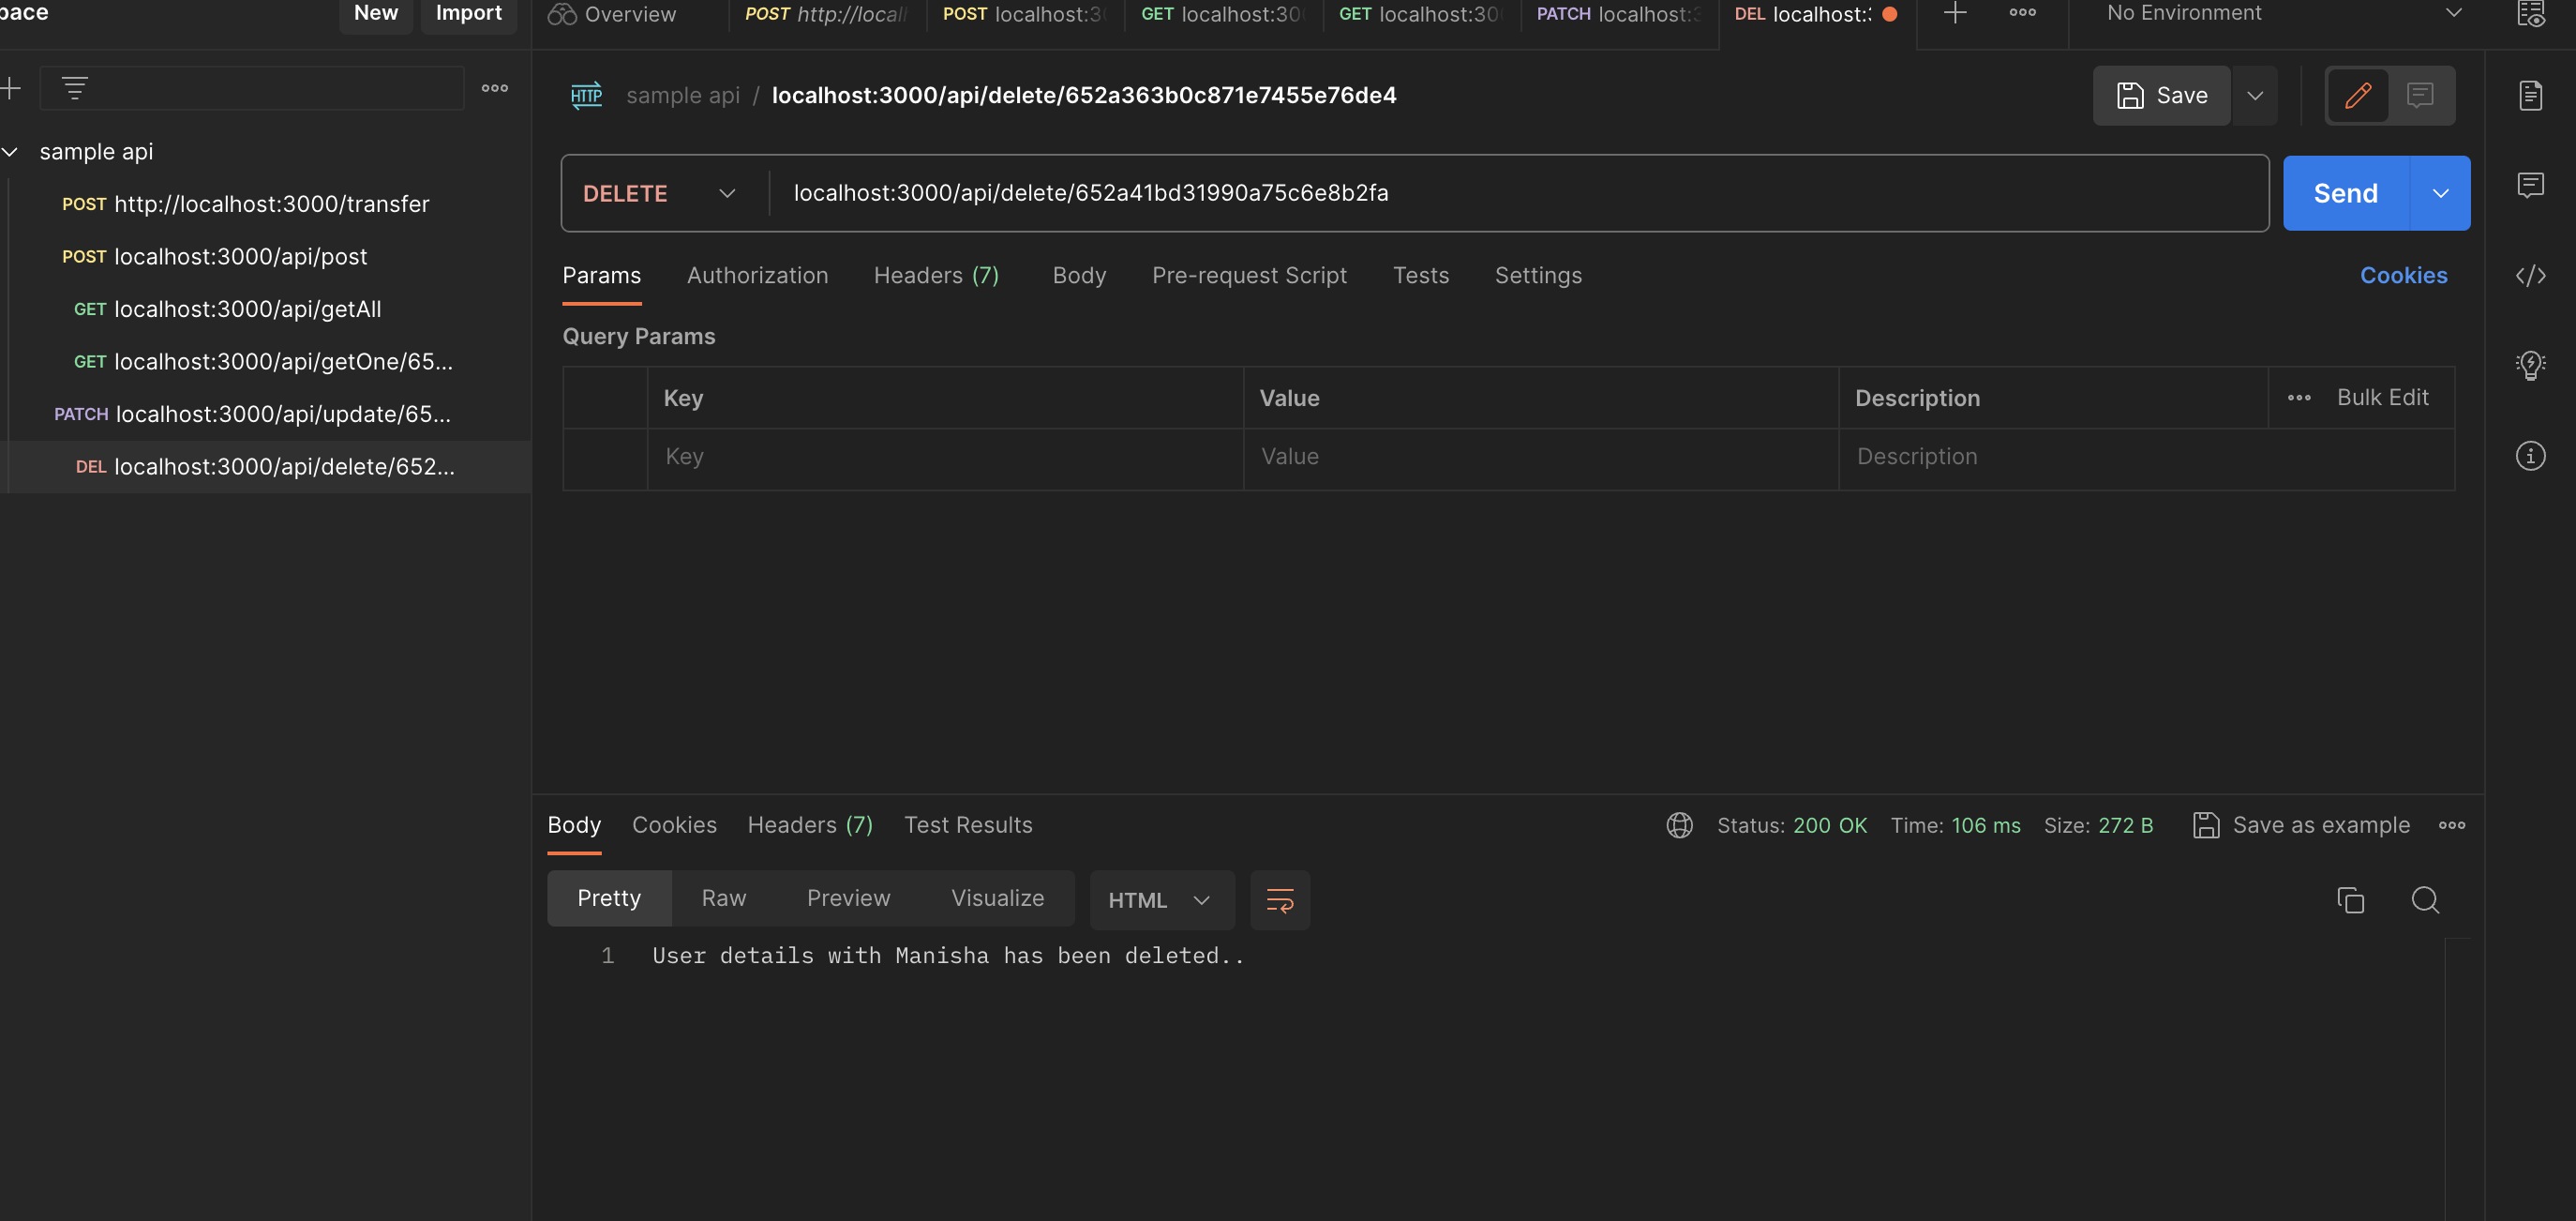 pace New Import
Overview POST http://locall POST localhost:3 GET localhost:30 GET localhost:30 PATCH localhost: DEL localhost: No Environment
sample api
POST http://localhost:3000/transfer
POST localhost:3000/api/post
GET localhost:3000/api/getAll
GET localhost:3000/api/getOne/65...
PATCH localhost:3000/api/update/65...
DEL localhost:3000/api/delete/652...
HTTP sample api / localhost:3000/api/delete/652a363b0c871e7455e76de4 Save
DELETE localhost:3000/api/delete/652a41bd31990a75c6e8b2fa Send
Params Authorization Headers (7) Body Pre-request Script Tests Settings Cookies
Query Params
Key Value Description Bulk Edit
Key Value Description
Body Cookies Headers (7) Test Results Status: 200 OK Time: 106 ms Size: 272 B Save as example
Pretty Raw Preview Visualize HTML
1 User details with Manisha has been deleted..